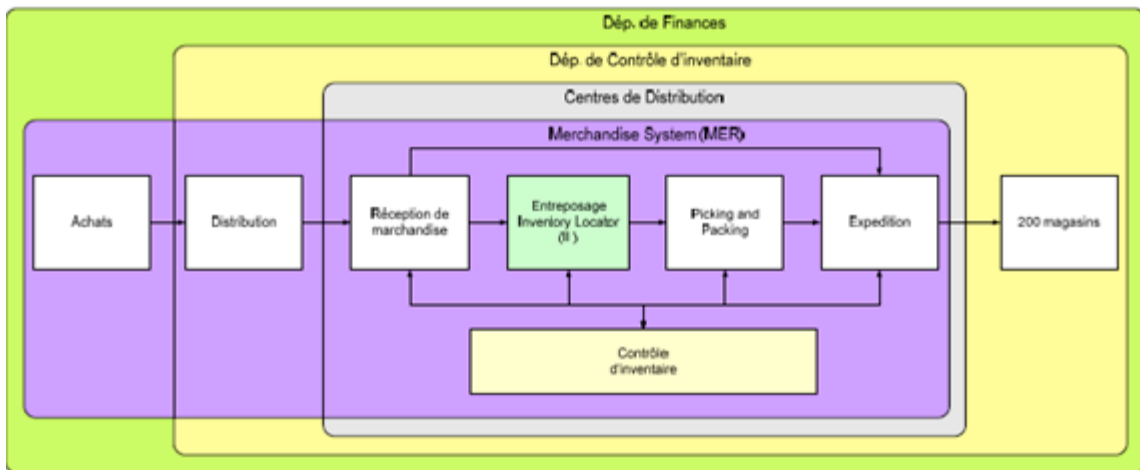 Dép. de Finances
Dép. de Contrôle d'inventaire
Centres de Distribution
Merchandise System (MER)
Achats
Distribution
Réception de
marchandise
Entreposage
Inventory Locator
(IL)
Picking and
Packing
Expedition
200 magasins
Contrôle
d'inventaire